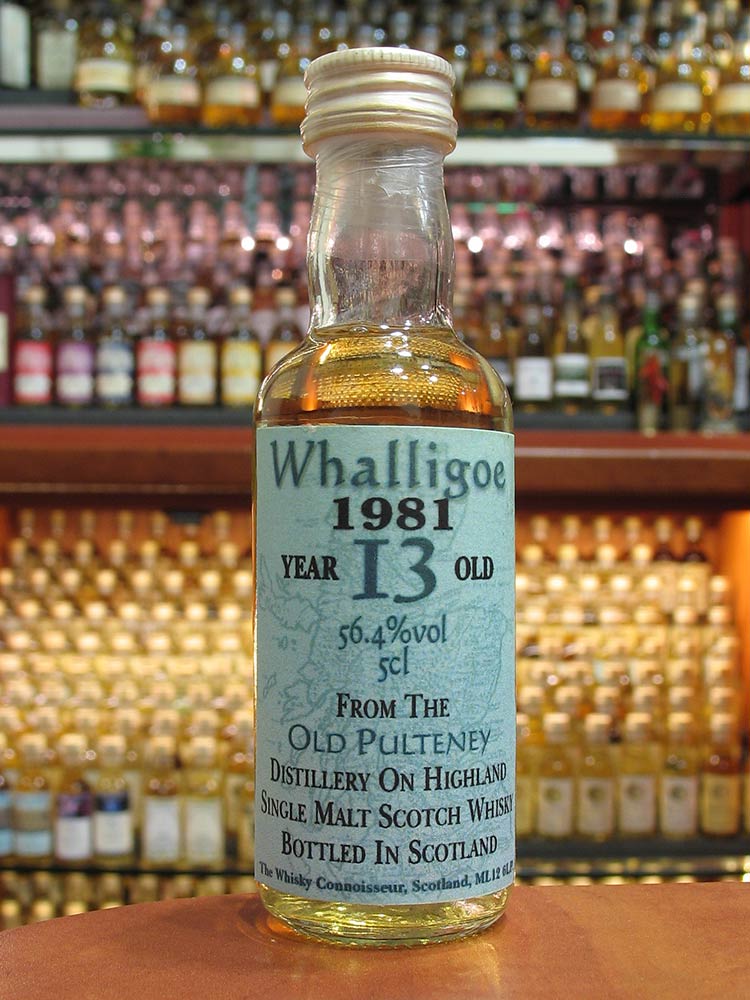 Whalligoe
1981
YEAR 13 OLD
56.4%vol
5cl
FROM THE
OLD PULTENEY
DISTILLERY ON HIGHLAND
SINGLE MALT SCOTCH WHISKY
BOTTLED IN SCOTLAND
The Whisky Connoisseur, Scotland, ML12